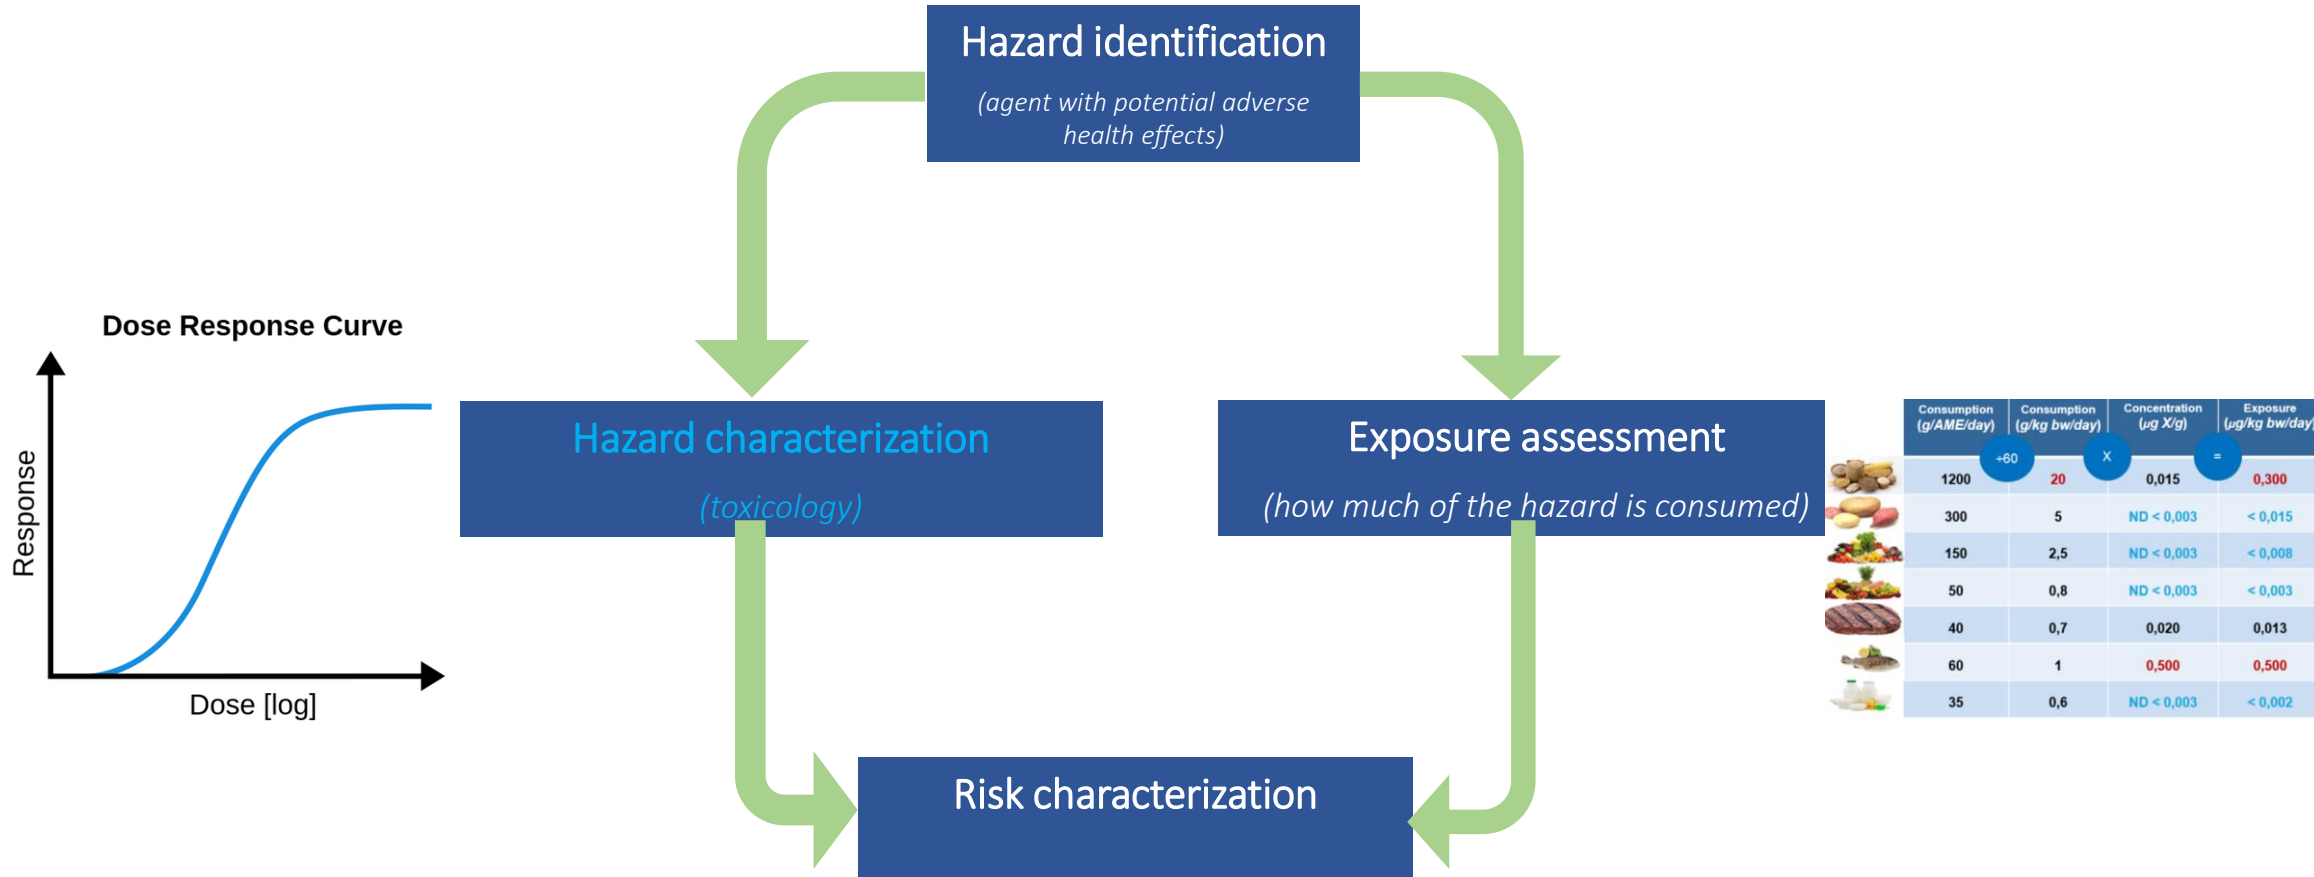 Hazard identification
(agent with potential adverse
health effects)
Dose Response Curve
Response
Dose [log]
Hazard characterization
(toxicology)
Exposure assessment
(how much of the hazard is consumed)
Consumption Consumption Concentration Exposure
(g/AME/day) (g/kg bw/day) (µg X/g) (µg/kg bw/day)
÷60 X =
1200 20 0,015 0,300
300 5 ND < 0,003 < 0,015
150 2,5 ND < 0,003 < 0,008
50 0,8 ND < 0,003 < 0,003
40 0,7 0,020 0,013
60 1 0,500 0,500
35 0,6 ND < 0,003 < 0,002
Risk characterization